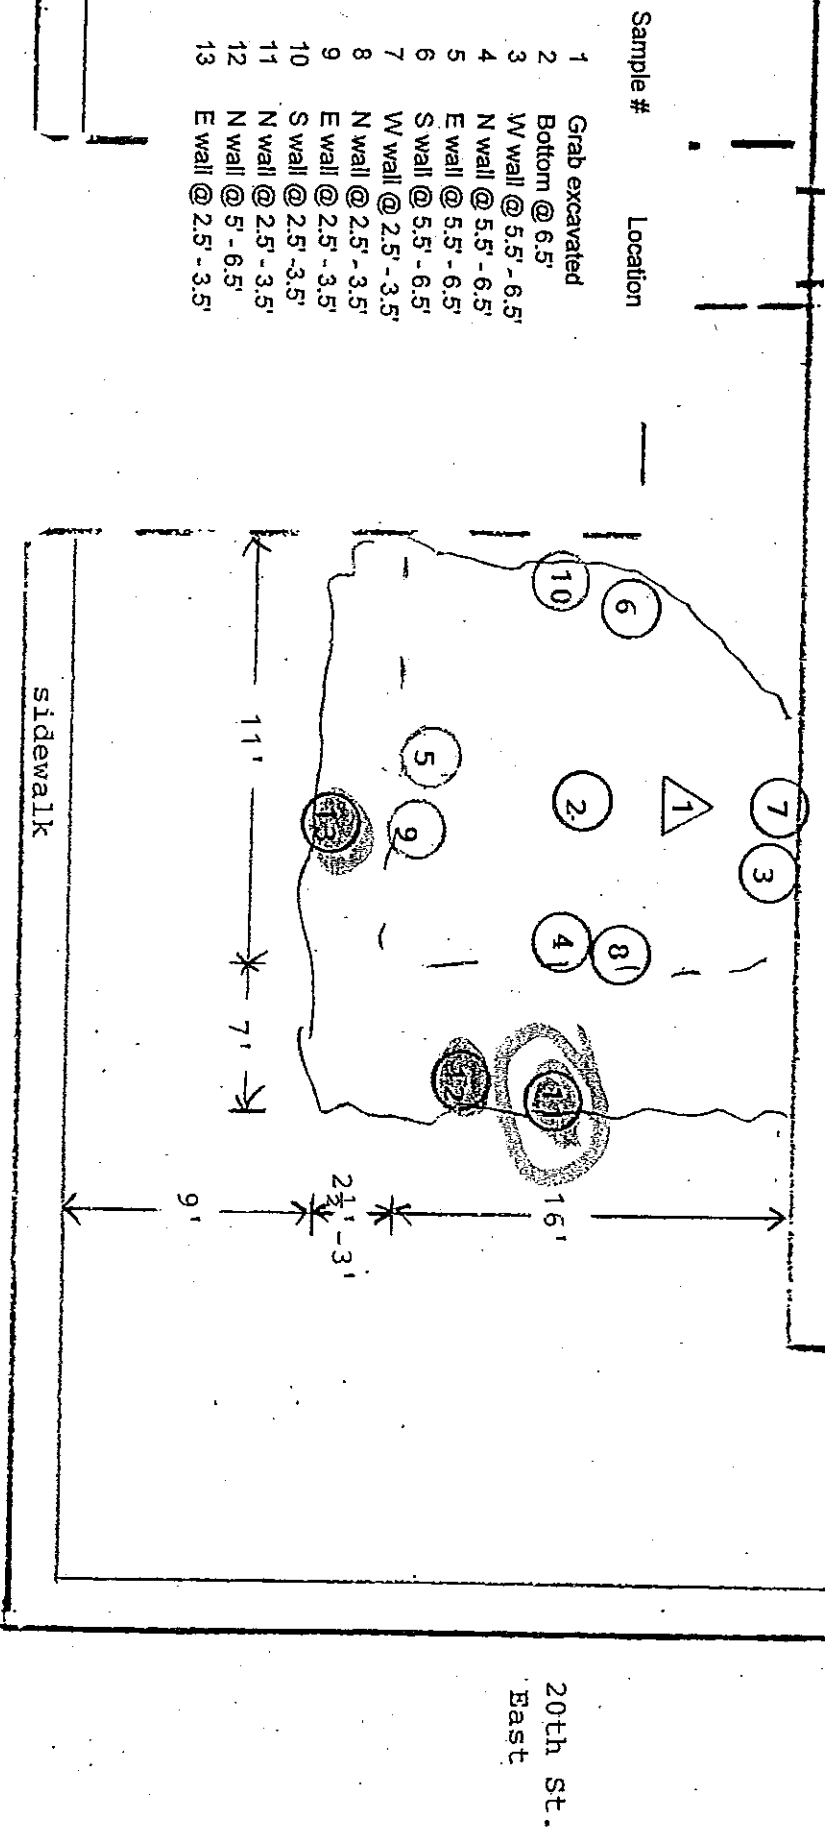 Sample # Location
1 Grab excavated
2 Bottom @ 6.5'
3 W wall @ 5.5' - 6.5'
4 N wall @ 5.5' - 6.5'
5 E wall @ 5.5' - 6.5'
6 S wall @ 5.5' - 6.5'
7 W wall @ 2.5' - 3.5'
8 N wall @ 2.5' - 3.5'
9 E wall @ 2.5' - 3.5'
10 S wall @ 2.5' -3.5'
11 N wall @ 2.5' - 3.5'
12 N wall @ 5' - 6.5'
13 E wall @ 2.5' - 3.5'
7
3
1
6
10
2
8
4
11
5
9
12
13
16'
2½' -3'
9'
11'
7'
sidewalk
20th St.
East